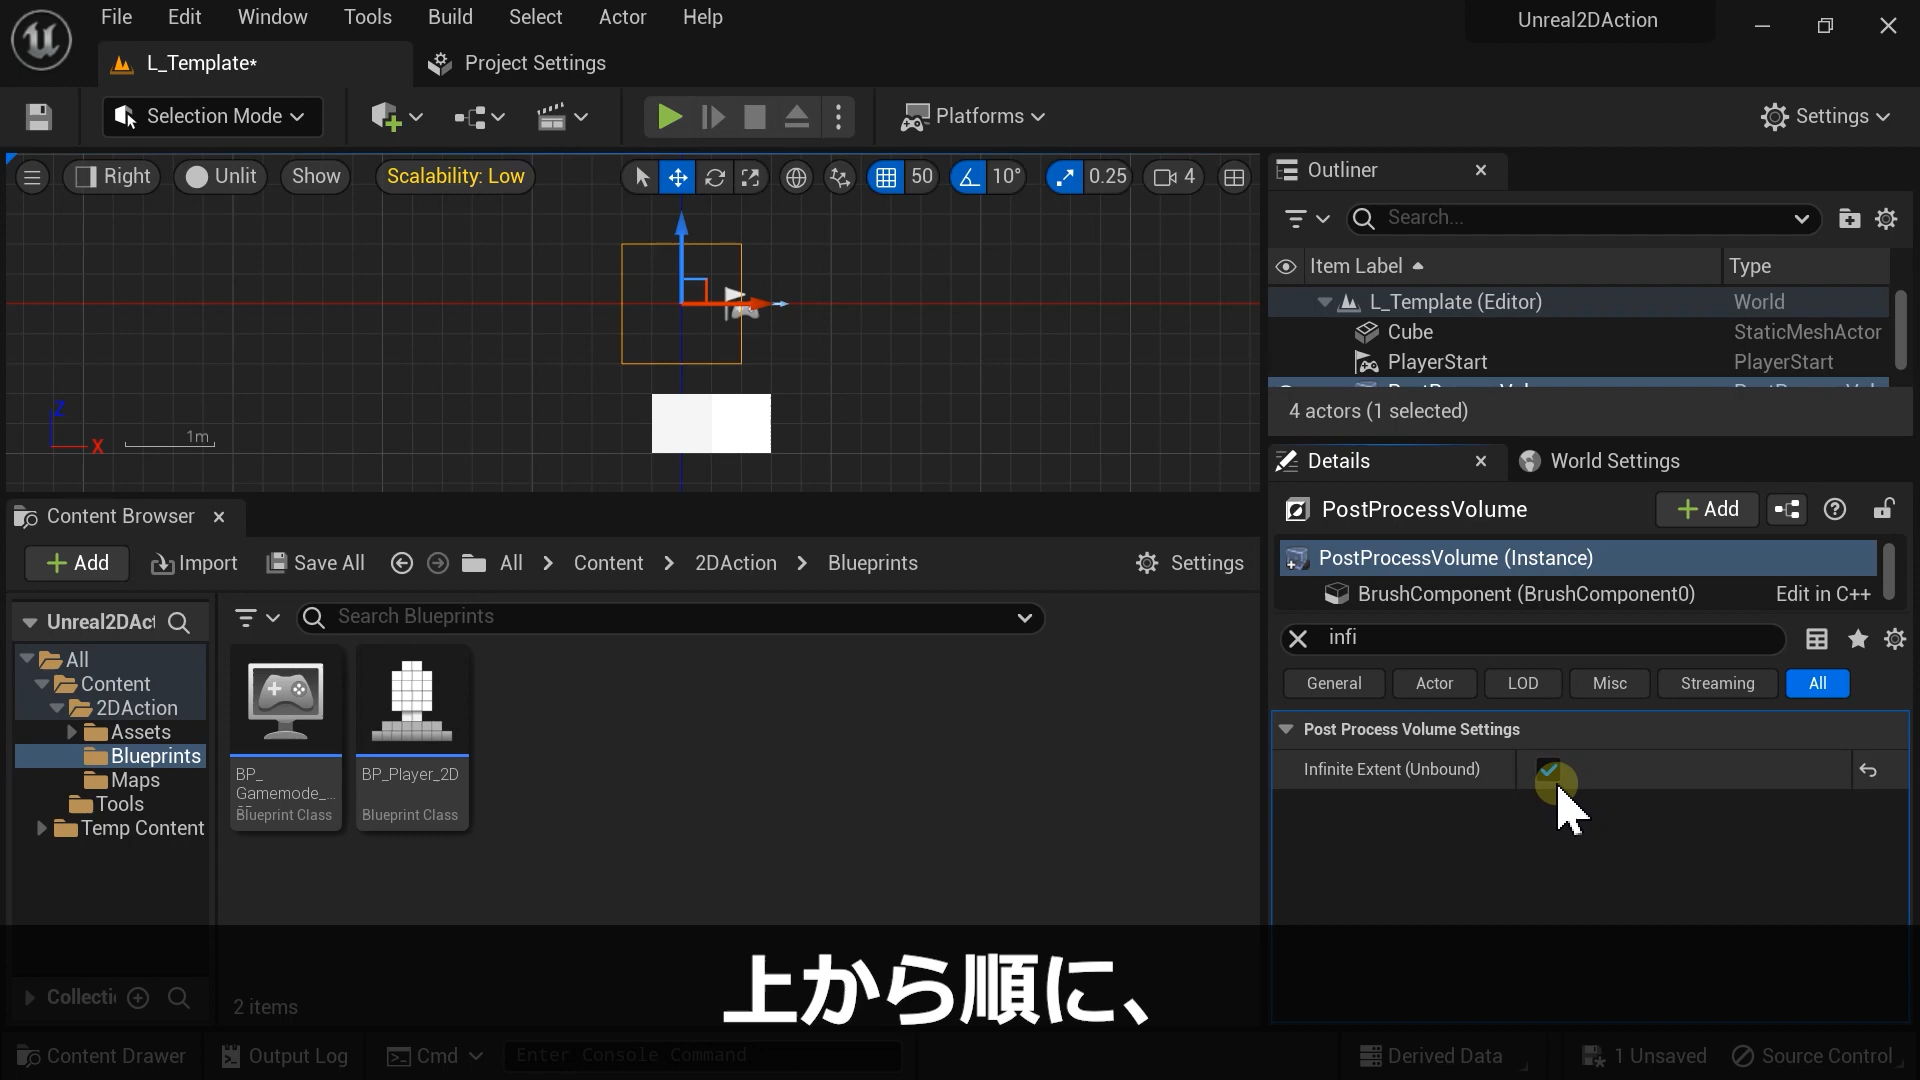 File Edit Window Tools Build Select Actor Help
Unreal2DAction
L_Template*
Project Settings
Selection Mode
Platforms
Settings
Right
Unlit
Show
Scalability: Low
50
10°
0.25
4
Z
X
1m
Outliner
Search...
Item Label
Type
L_Template (Editor)
World
Cube
StaticMeshActor
PlayerStart
PlayerStart
4 actors (1 selected)
Details
World Settings
PostProcessVolume
Add
PostProcessVolume (Instance)
BrushComponent (BrushComponent0)
Edit in C++
infi
General
Actor
LOD
Misc
Streaming
All
Post Process Volume Settings
Infinite Extent (Unbound)
Content Browser
Add
Import
Save All
All
Content
2DAction
Blueprints
Settings
Unreal2DAct
Search Blueprints
All
Content
2DAction
Assets
Blueprints
Maps
Tools
Temp Content
BP_
Gamemode_...
Blueprint Class
BP_Player_2D
Blueprint Class
Collecti
2 items
上から順に、
Content Drawer
Output Log
Cmd
Enter Console Command
Derived Data
1 Unsaved
Source Control